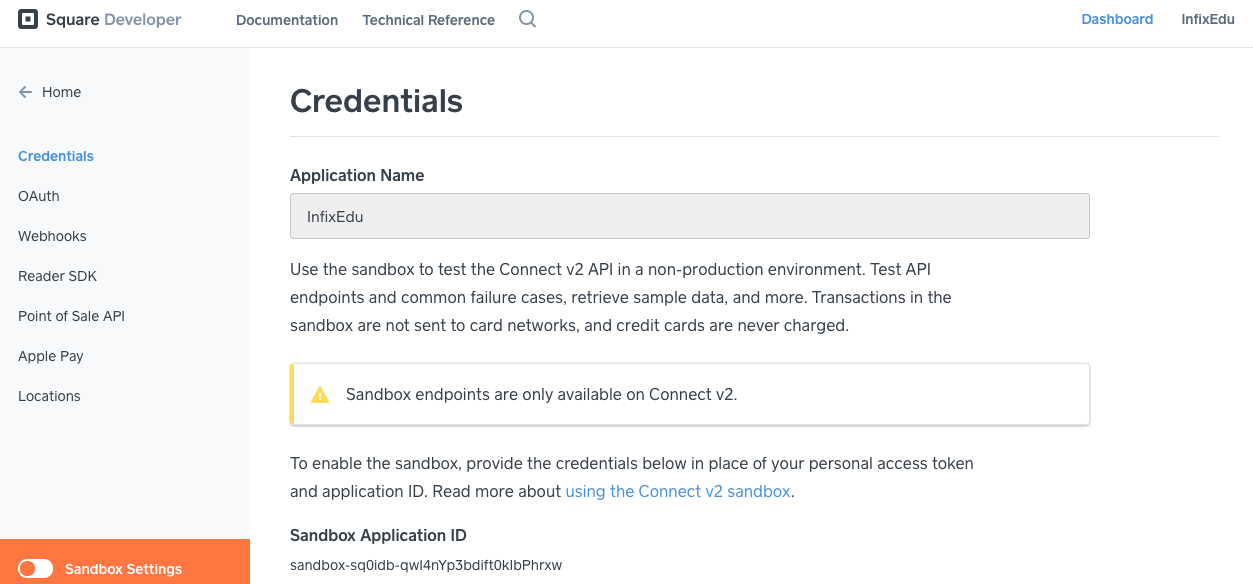 Square Developer
Documentation
Technical Reference
Dashboard
InfixEdu
Home
Credentials
OAuth
Webhooks
Reader SDK
Point of Sale API
Apple Pay
Locations
Sandbox Settings
Credentials
Application Name
InfixEdu
Use the sandbox to test the Connect v2 API in a non-production environment. Test API
endpoints and common failure cases, retrieve sample data, and more. Transactions in the
sandbox are not sent to card networks, and credit cards are never charged.
Sandbox endpoints are only available on Connect v2.
To enable the sandbox, provide the credentials below in place of your personal access token
and application ID. Read more about using the Connect v2 sandbox.
Sandbox Application ID
sandbox-sq0idb-qwI4nYp3bdift0klbPhrxw